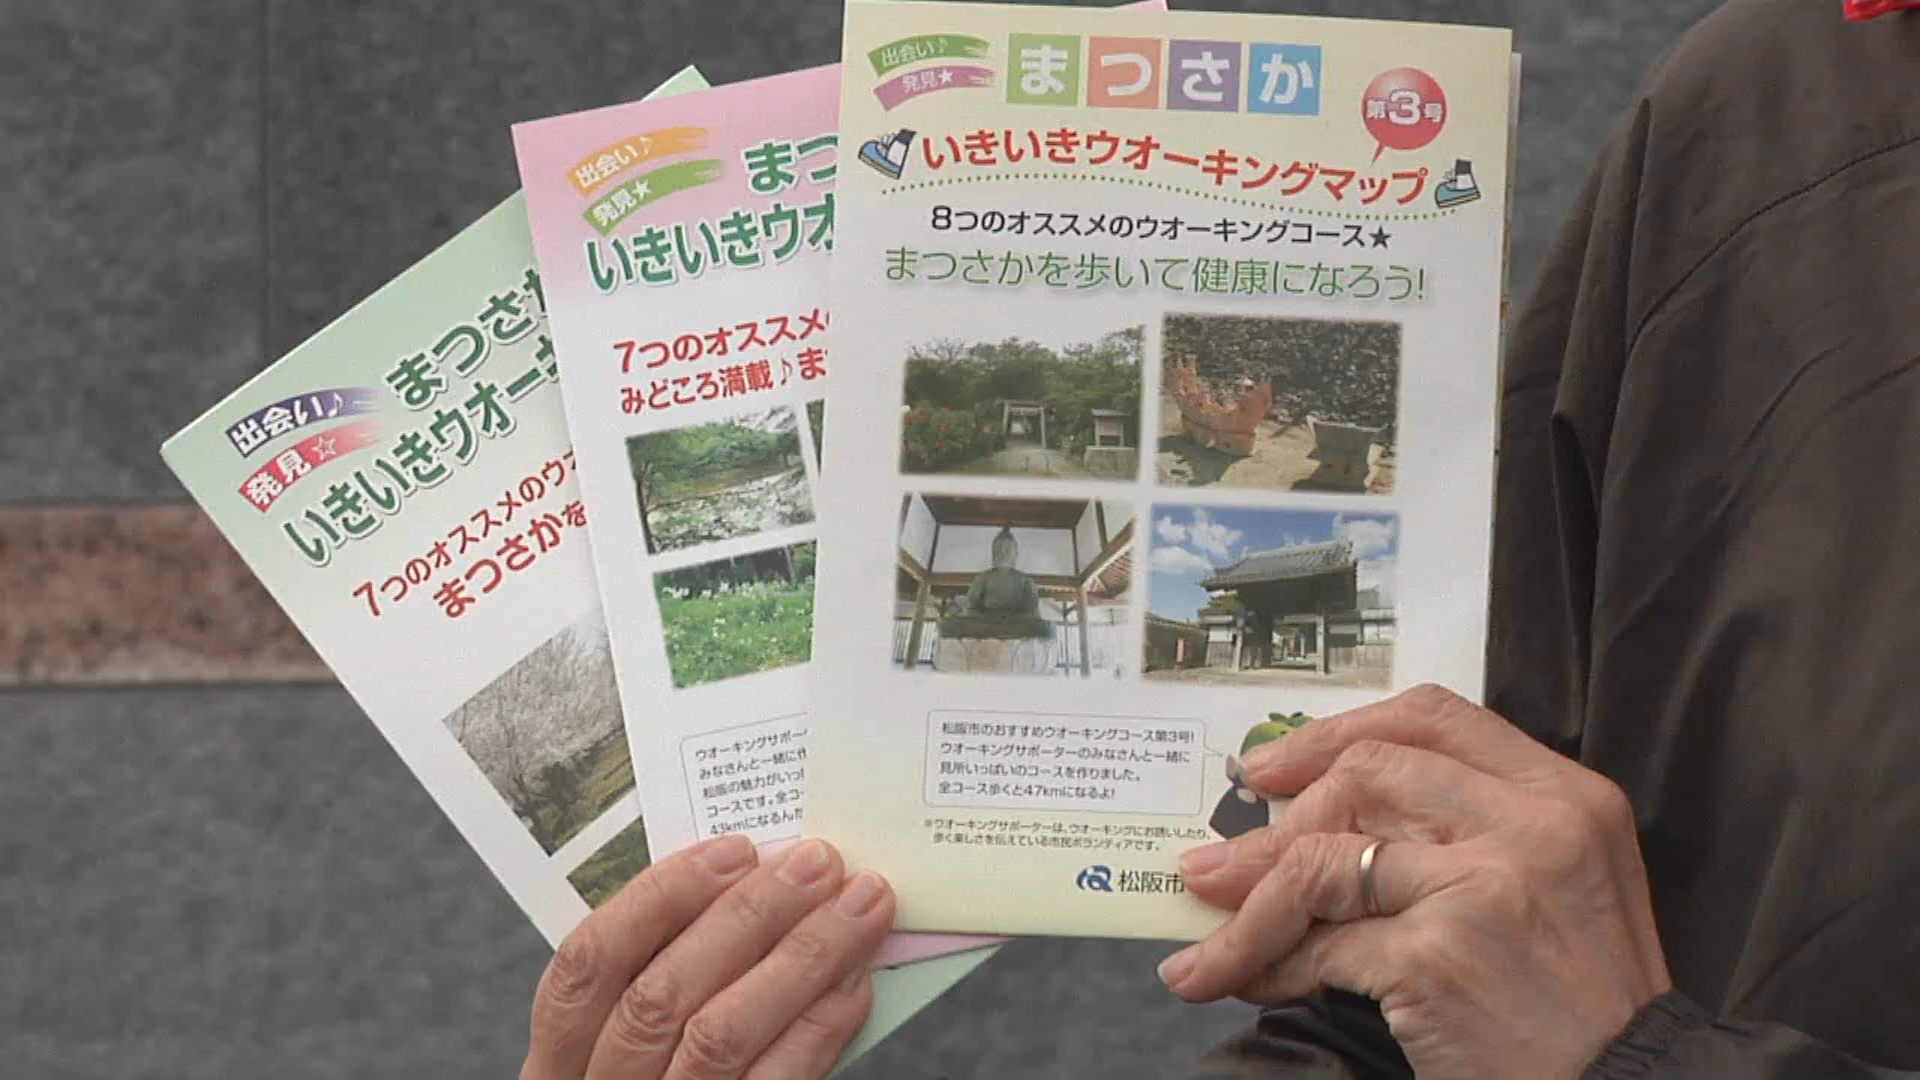 出会い♪
発見☆
まつさか
いきいきウオー
7つのオススメのウオ
まつさかを
出会い♪
発見★
まつ
いきいきウオ
7つのオススメ
みどころ満載♪ま
ウオーキングサポー
みなさんと一緒に作
松阪の魅力がいっ
コースです。全コー
43kmになるんだ
出会い♪
発見★
まつさか
第3号
いきいきウオーキングマップ
8つのオススメのウオーキングコース★
まつさかを歩いて健康になろう!
松阪市のおすすめウオーキングコース第3号!
ウオーキングサポーターのみなさんと一緒に
見所いっぱいのコースを作りました。
全コース歩くと47kmになるよ!
※ウオーキングサポーターは、ウオーキングにお誘いしたり、
歩く楽しさを伝えている市民ボランティアです。
松阪市